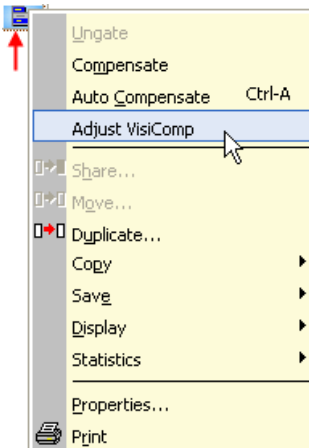 Ungate
Compensate
Auto Compensate Ctrl-A
Adjust VisiComp
Share...
Move...
Duplicate...
Copy
Save
Display
Statistics
Properties...
Print